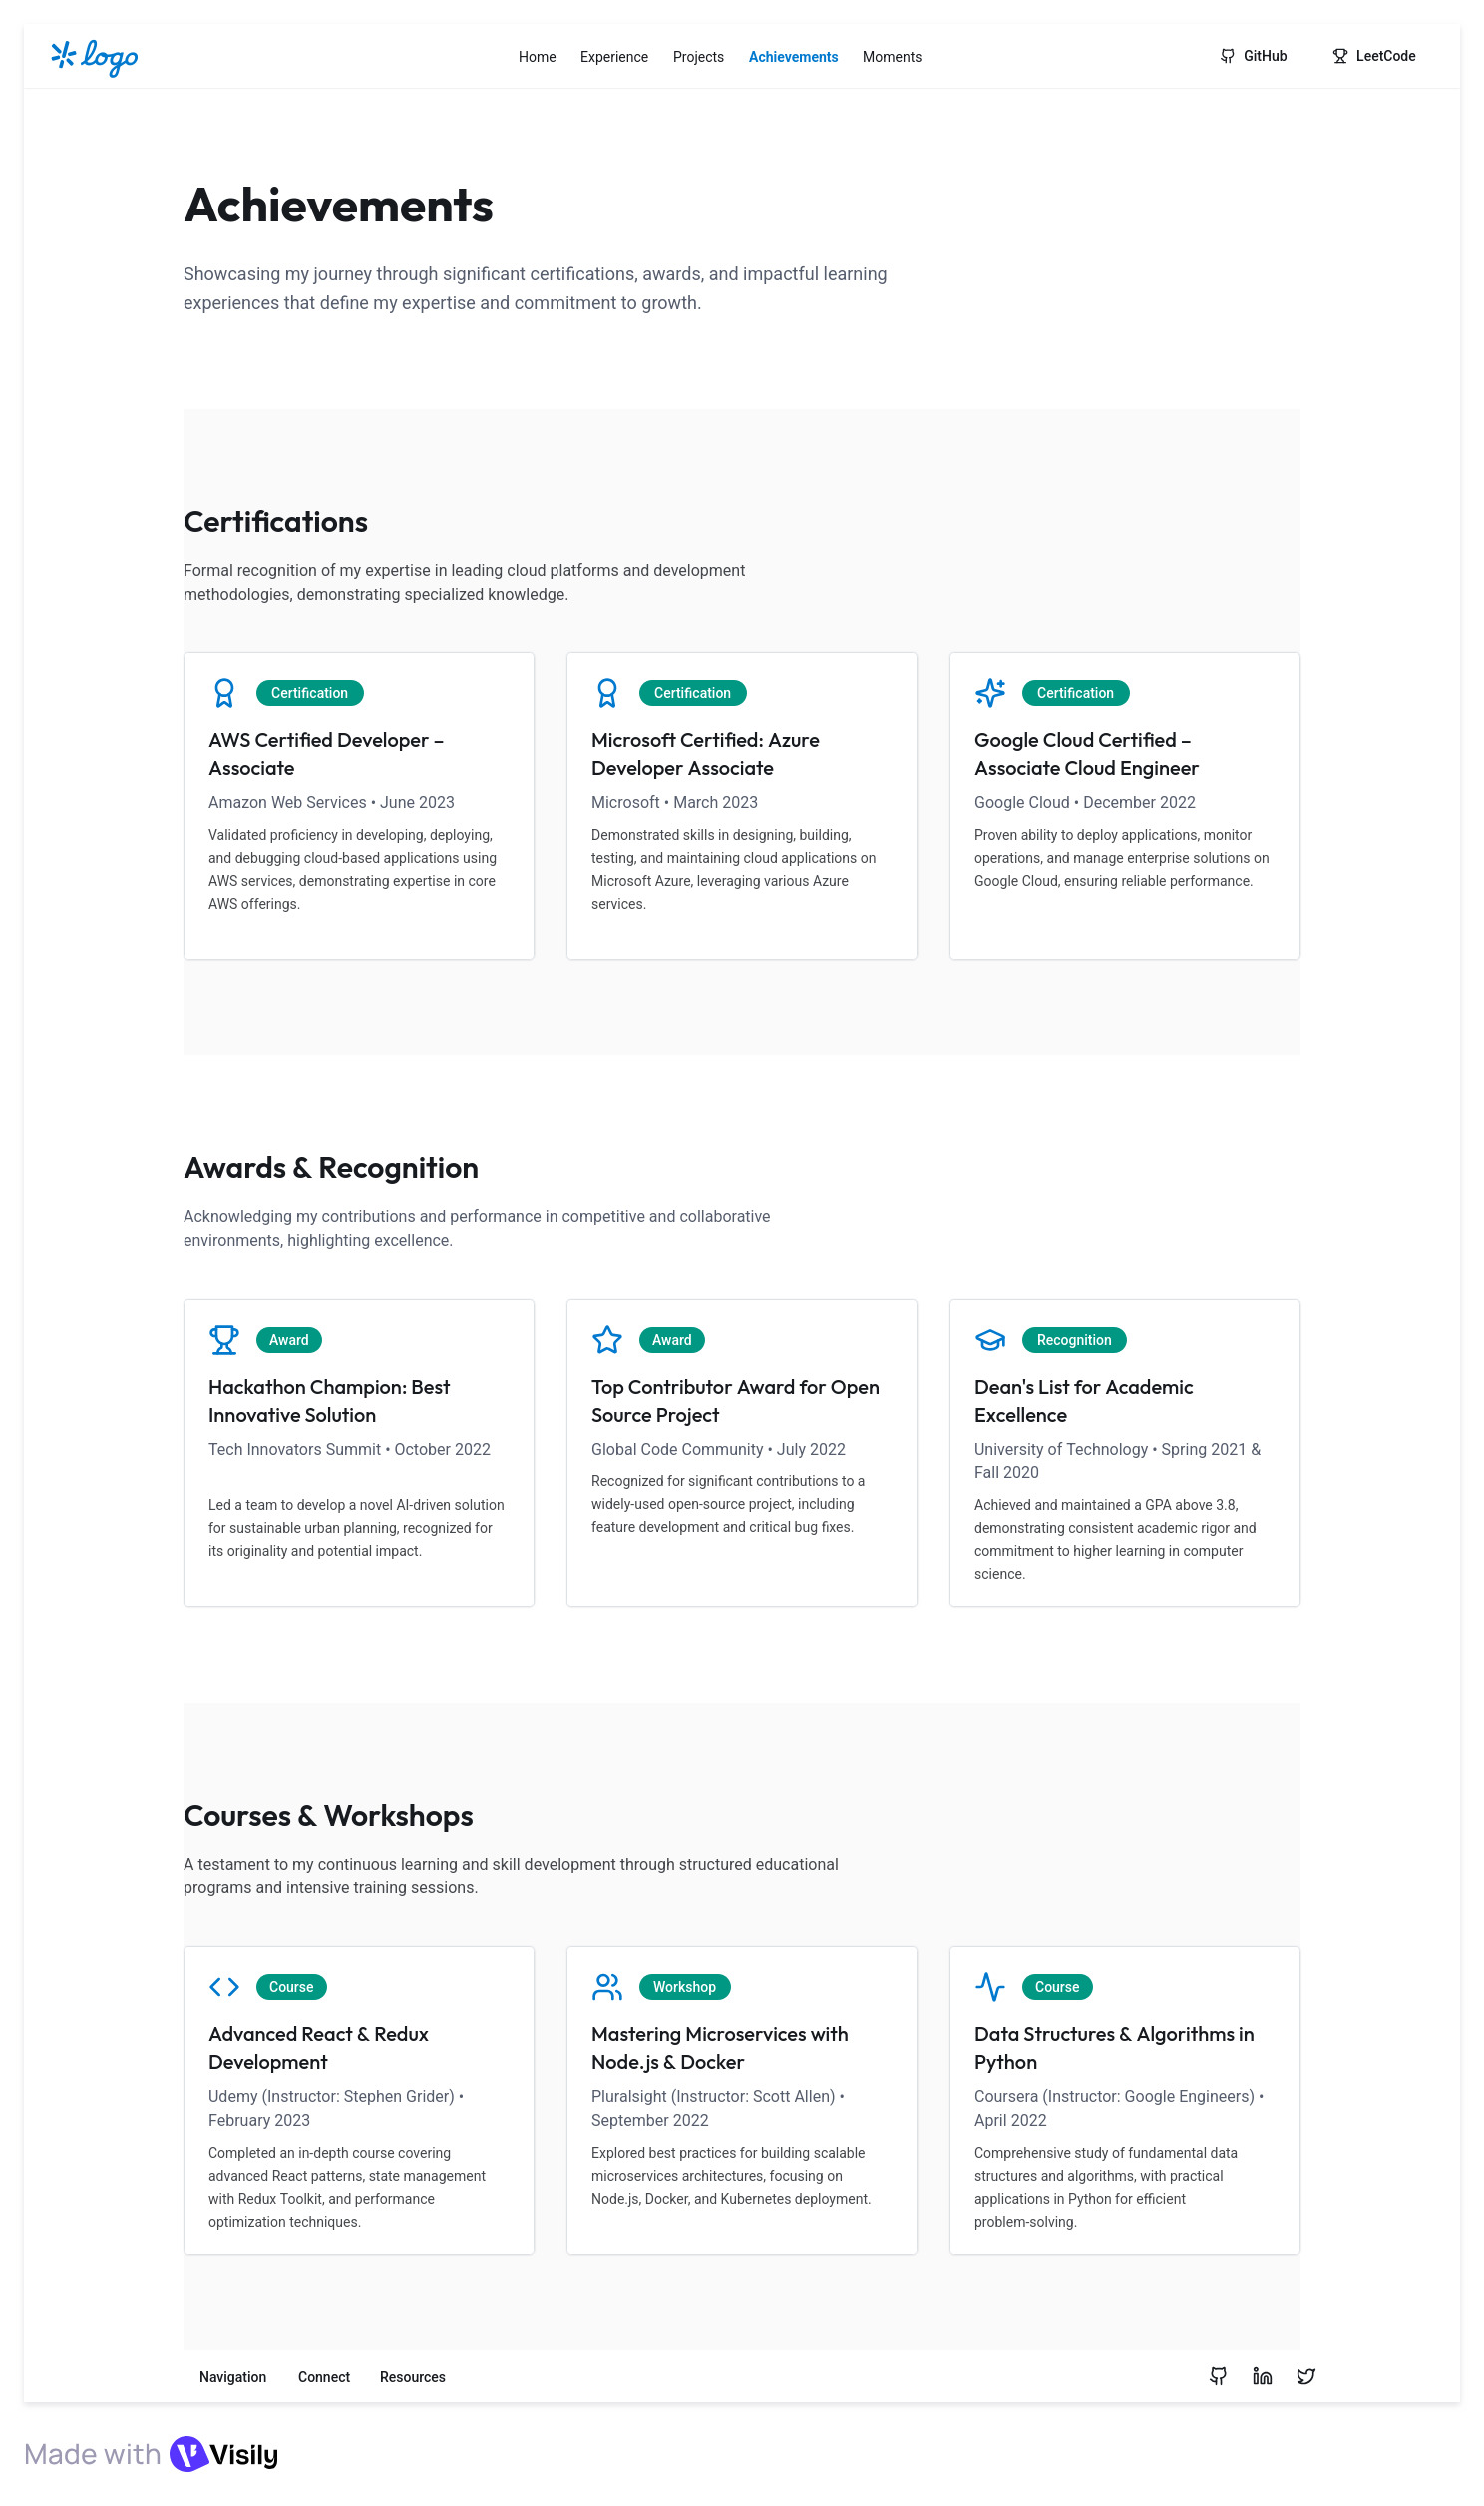 logo
Home Experience Projects Achievements Moments GitHub LeetCode
Achievements
Showcasing my journey through significant certifications, awards, and impactful learning
experiences that define my expertise and commitment to growth.
Certifications
Formal recognition of my expertise in leading cloud platforms and development
methodologies, demonstrating specialized knowledge.
Certification
AWS Certified Developer –
Associate
Amazon Web Services • June 2023
Validated proficiency in developing, deploying,
and debugging cloud-based applications using
AWS services, demonstrating expertise in core
AWS offerings.
Certification
Microsoft Certified: Azure
Developer Associate
Microsoft • March 2023
Demonstrated skills in designing, building,
testing, and maintaining cloud applications on
Microsoft Azure, leveraging various Azure
services.
Certification
Google Cloud Certified –
Associate Cloud Engineer
Google Cloud • December 2022
Proven ability to deploy applications, monitor
operations, and manage enterprise solutions on
Google Cloud, ensuring reliable performance.
Awards & Recognition
Acknowledging my contributions and performance in competitive and collaborative
environments, highlighting excellence.
Award
Hackathon Champion: Best
Innovative Solution
Tech Innovators Summit • October 2022
Led a team to develop a novel AI-driven solution
for sustainable urban planning, recognized for
its originality and potential impact.
Award
Top Contributor Award for Open
Source Project
Global Code Community • July 2022
Recognized for significant contributions to a
widely-used open-source project, including
feature development and critical bug fixes.
Recognition
Dean's List for Academic
Excellence
University of Technology • Spring 2021 &
Fall 2020
Achieved and maintained a GPA above 3.8,
demonstrating consistent academic rigor and
commitment to higher learning in computer
science.
Courses & Workshops
A testament to my continuous learning and skill development through structured educational
programs and intensive training sessions.
Course
Advanced React & Redux
Development
Udemy (Instructor: Stephen Grider) •
February 2023
Completed an in-depth course covering
advanced React patterns, state management
with Redux Toolkit, and performance
optimization techniques.
Workshop
Mastering Microservices with
Node.js & Docker
Pluralsight (Instructor: Scott Allen) •
September 2022
Explored best practices for building scalable
microservices architectures, focusing on
Node.js, Docker, and Kubernetes deployment.
Course
Data Structures & Algorithms in
Python
Coursera (Instructor: Google Engineers) •
April 2022
Comprehensive study of fundamental data
structures and algorithms, with practical
applications in Python for efficient
problem-solving.
Navigation Connect Resources
Made with Visily